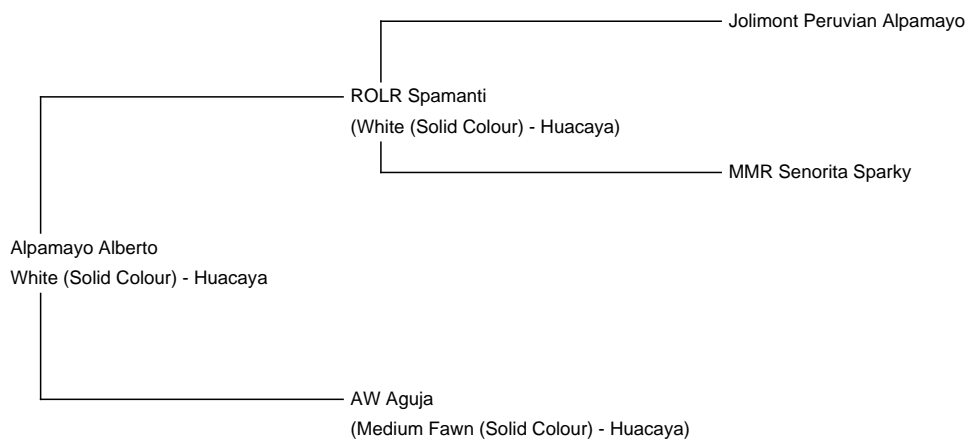 Jolimont Peruvian Alpamayo
ROLR Spamanti
(White (Solid Colour) - Huacaya)
MMR Senorita Sparky
Alpamayo Alberto
White (Solid Colour) - Huacaya
AW Aguja
(Medium Fawn (Solid Colour) - Huacaya)